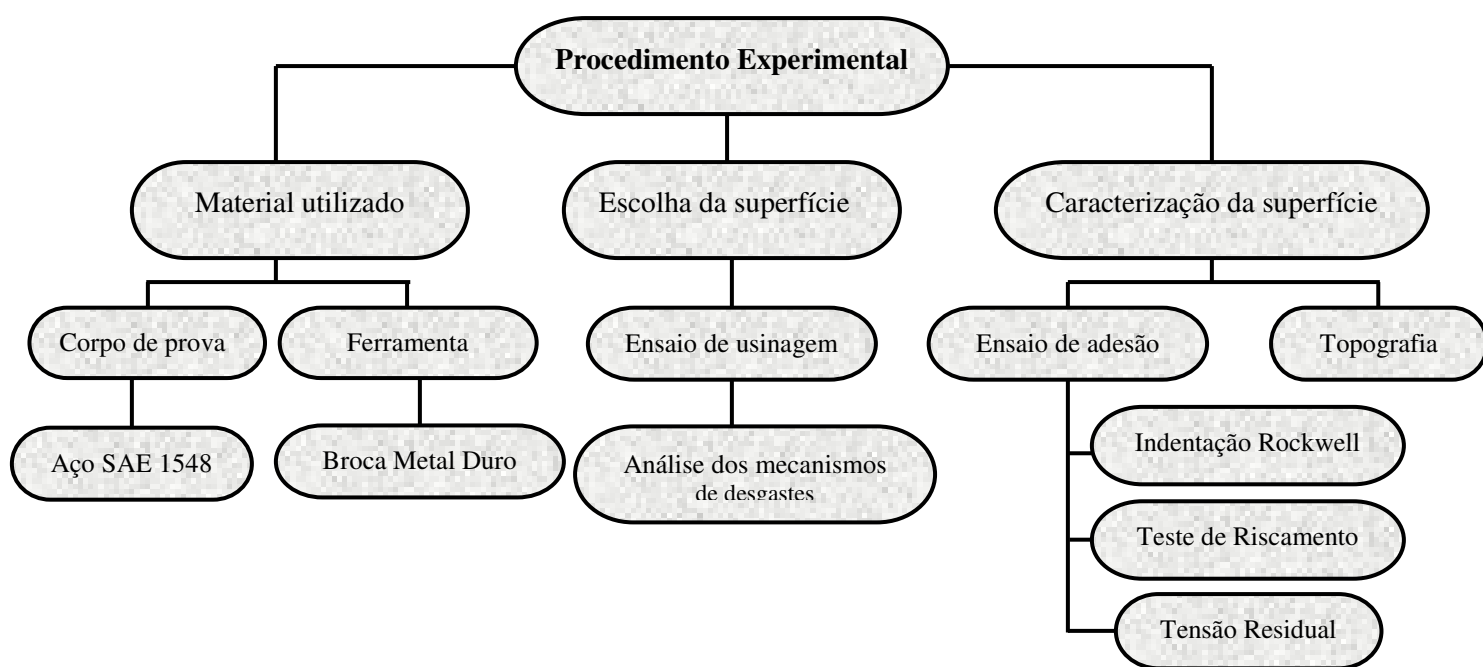 Procedimento Experimental
Material utilizado
Escolha da superfície
Caracterização da superfície
Corpo de prova
Ferramenta
Ensaio de usinagem
Ensaio de adesão
Topografia
Aço SAE 1548
Broca Metal Duro
Análise dos mecanismos
de desgastes
Indentação Rockwell
Teste de Riscamento
Tensão Residual